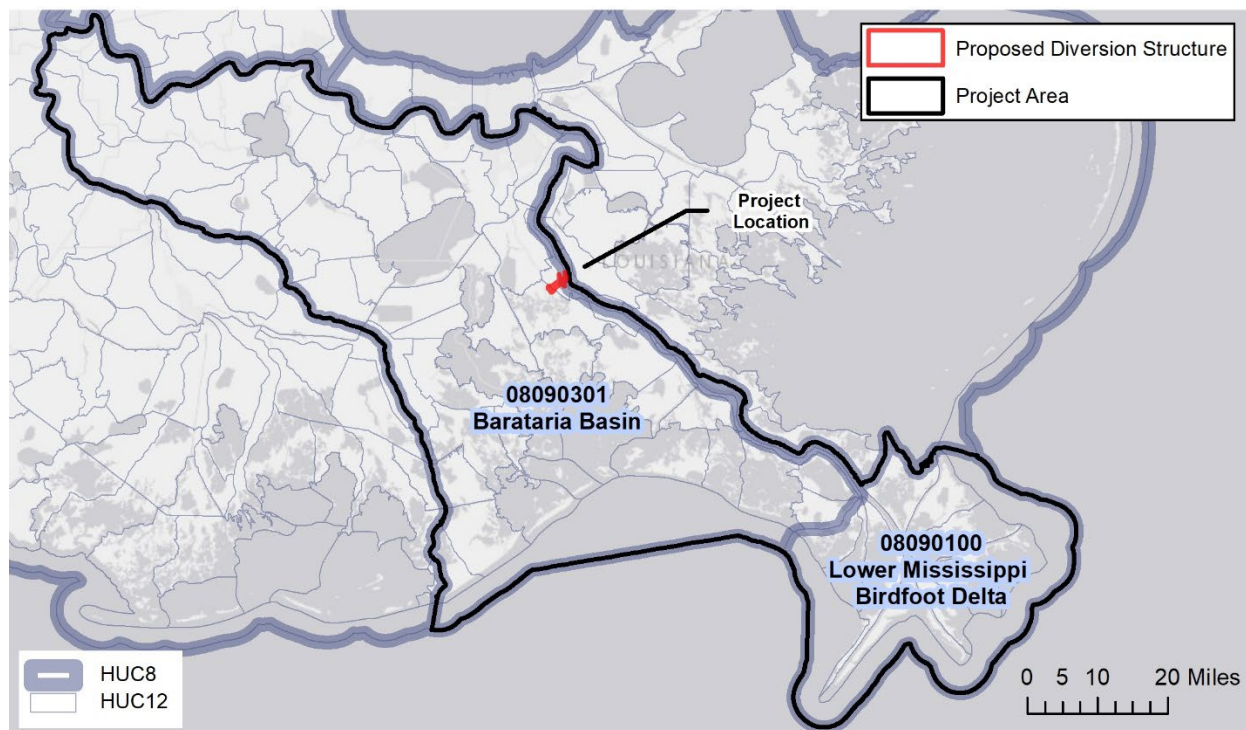 Proposed Diversion Structure
Project Area
Project
Location
LOUISIANA
08090301
Barataria Basin
08090100
Lower Mississippi
Birdfoot Delta
HUC8
HUC12
0 5 10 20 Miles